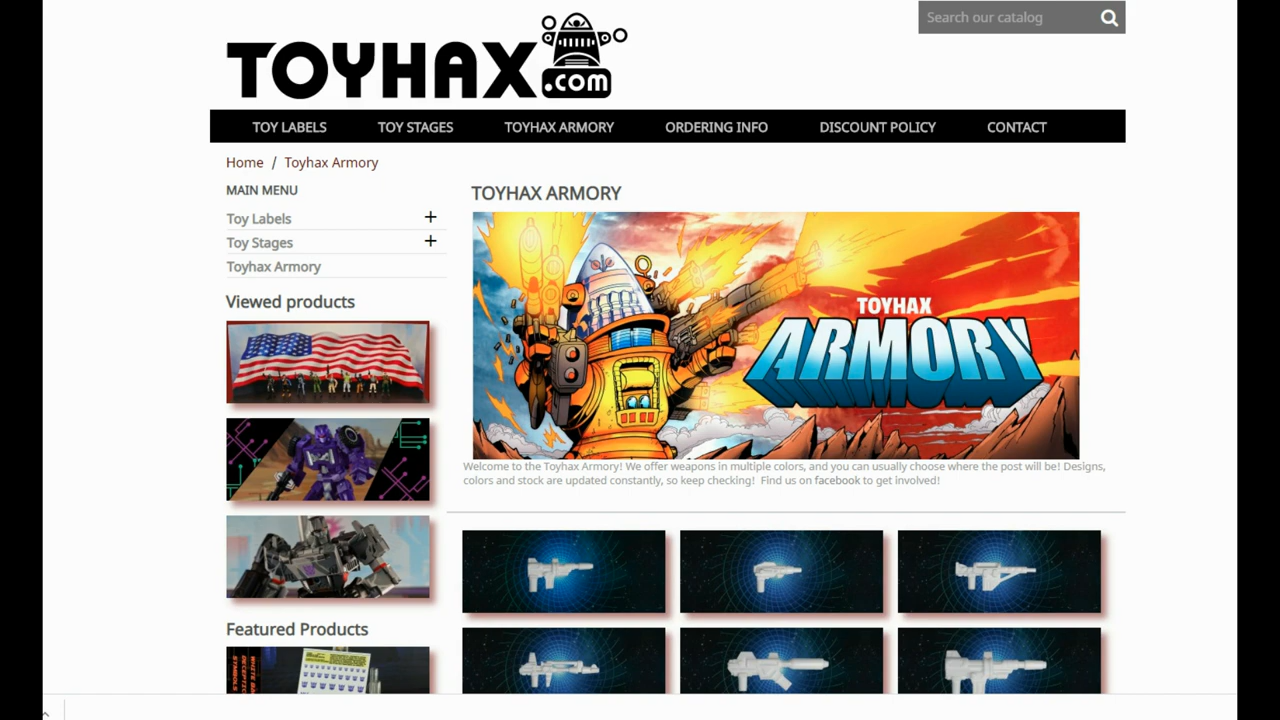 Search our catalog
TOYHAX.com
TOY LABELS TOY STAGES TOYHAX ARMORY ORDERING INFO DISCOUNT POLICY CONTACT
Home / Toyhax Armory
MAIN MENU
Toy Labels +
Toy Stages +
Toyhax Armory
Viewed products
Featured Products
TOYHAX ARMORY
TOYHAX
ARMORY
Welcome to the Toyhax Armory! We offer weapons in multiple colors, and you can usually choose where the post will be! Designs,
colors and stock are updated constantly, so keep checking! Find us on facebook to get involved!